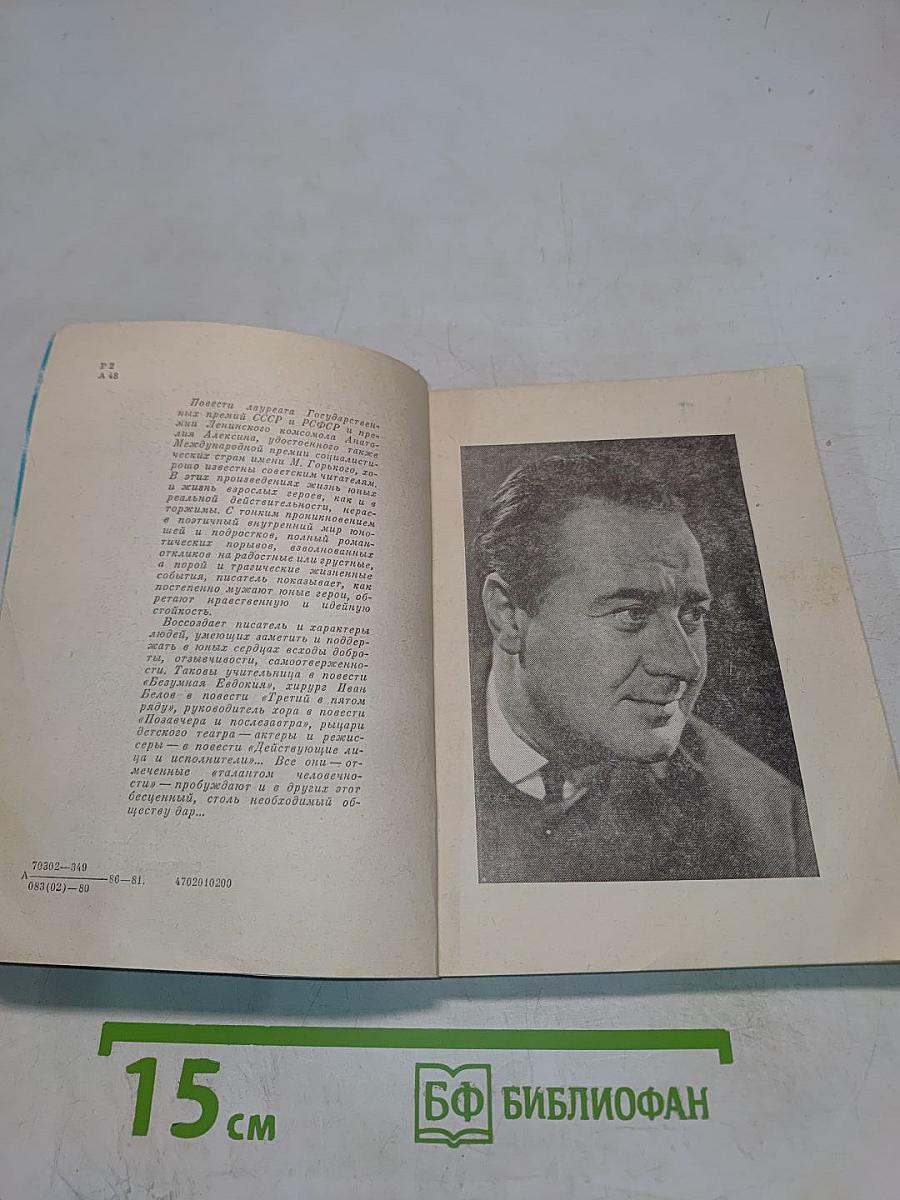 Р2
А48
Повести лауреата Государствен-
ных премий СССР и РСФСР и пре-
мии Ленинского комсомола Анато-
лия Алексина, удостоенного также
Международной премии социалисти-
ческих стран имени М. Горького, хо-
рошо известны советским читателям.
В этих произведениях жизнь юных
и жизнь взрослых героев, как и в
реальной действительности, нерас-
торжимы. С тонким проникновением
в поэтичный внутренний мир юно-
шей и подростков, полный роман-
тических порывов, взволнованных
откликов на радостные или грустные,
а порой и трагические жизненные
события, писатель показывает, как
постепенно мужают юные герои, об-
ретают нравственную и идейную
стойкость.
Воссоздает писатель и характеры
людей, умеющих заметить и поддер-
жать в юных сердцах всходы добро-
ты, отзывчивости, самоотверженно-
сти. Таковы учительница в повести
«Безумная Евдокия», хирург Иван
Белов в повести «Третий в пятом
ряду», руководитель хора в повести
«Позавчера и послезавтра», рыцари
детского театра — актеры и режис-
серы — в повести «Действующие ли-
ца и исполнители»... Все они — от-
меченные «талантом человечно-
сти» — пробуждают и в других этот
бесценный, столь необходимый об-
ществу дар...
70302—349
А
083(02)—80
86—81. 4702010200
15 см
БФ БИБЛИОФАН